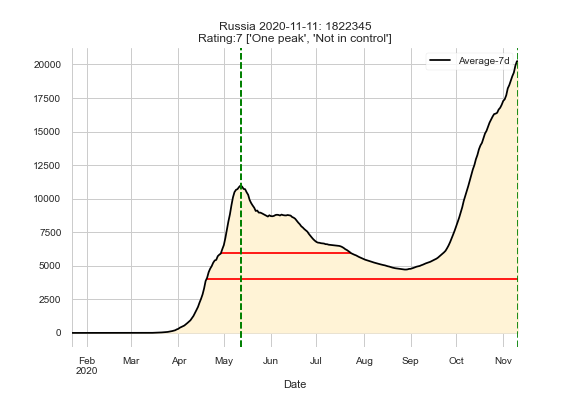 Russia 2020-11-11: 1822345
Rating:7 ['One peak', 'Not in control']
Average-7d
20000
17500
15000
12500
10000
7500
5000
2500
0
Feb Mar Apr May Jun Jul Aug Sep Oct Nov
2020
Date